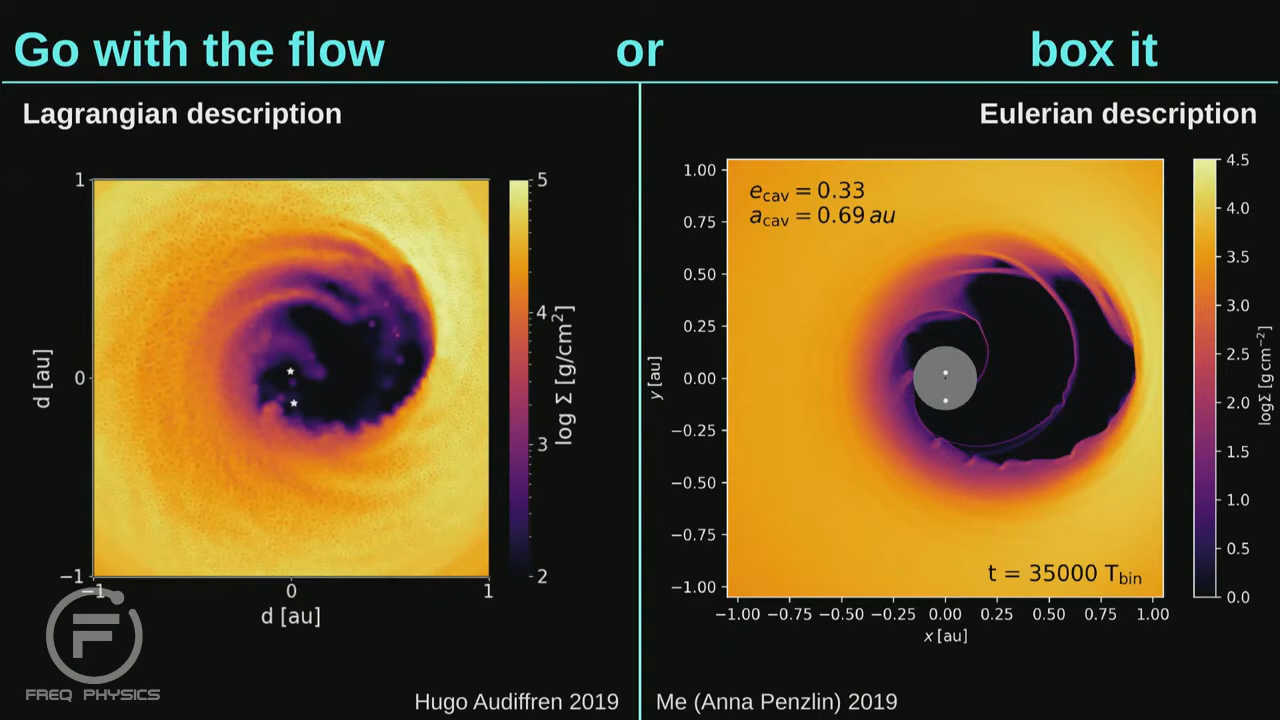 Go with the flow or box it
Lagrangian description
Eulerian description
1
0
−1
d [au]
−1
0
1
d [au]
5
4
3
2
log Σ [g/cm²]
e_cav = 0.33
a_cav = 0.69 au
t = 35000 T_bin
1.00
0.75
0.50
0.25
0.00
−0.25
−0.50
−0.75
−1.00
y [au]
−1.00 −0.75 −0.50 −0.25 0.00 0.25 0.50 0.75 1.00
x [au]
4.5
4.0
3.5
3.0
2.5
2.0
1.5
1.0
0.5
0.0
logΣ [g cm⁻²]
FREQ PHYSICS
Hugo Audiffren 2019
Me (Anna Penzlin) 2019